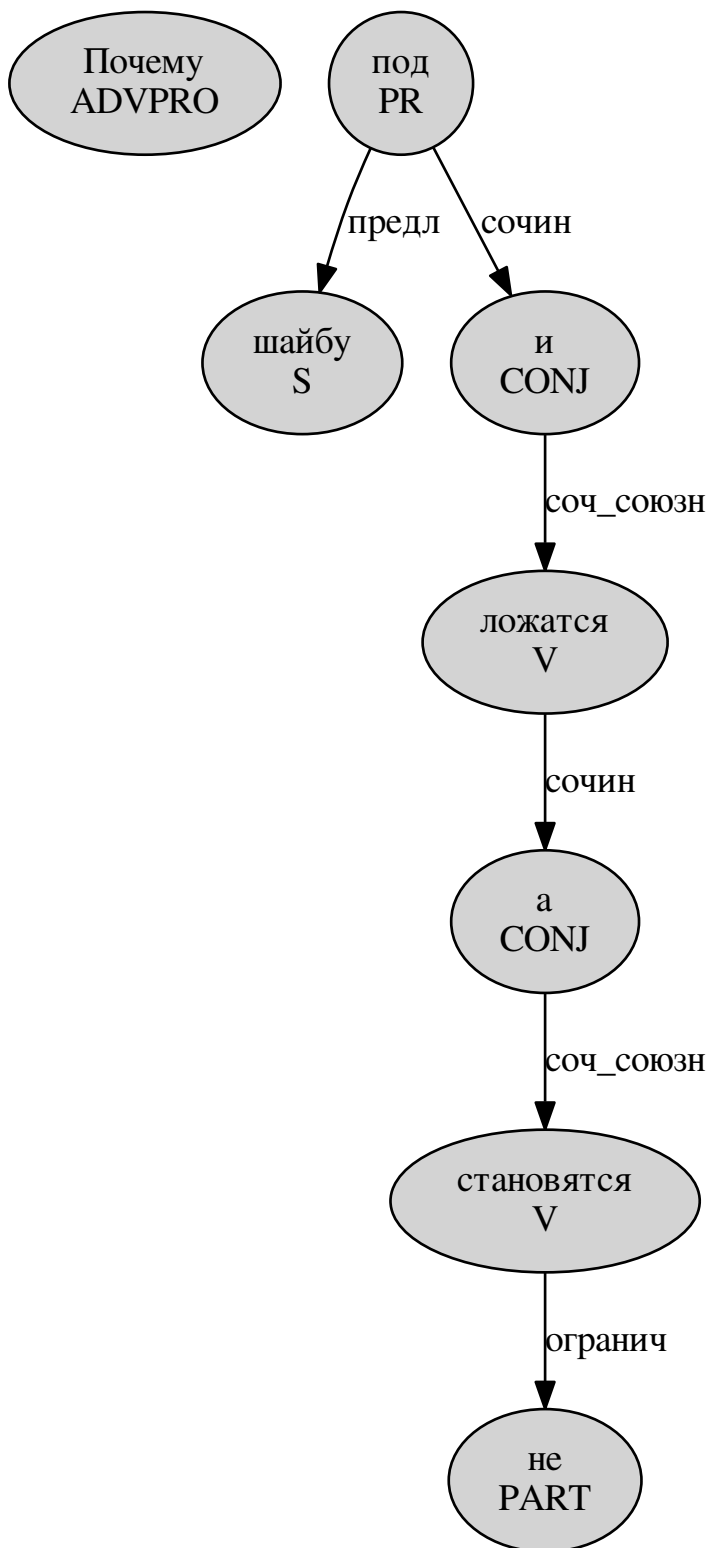 Почему
ADVPRO
под
PR
предл
сочин
шайбу
S
и
CONJ
соч_союзн
ложатся
V
сочин
а
CONJ
соч_союзн
становятся
V
огранич
не
PART